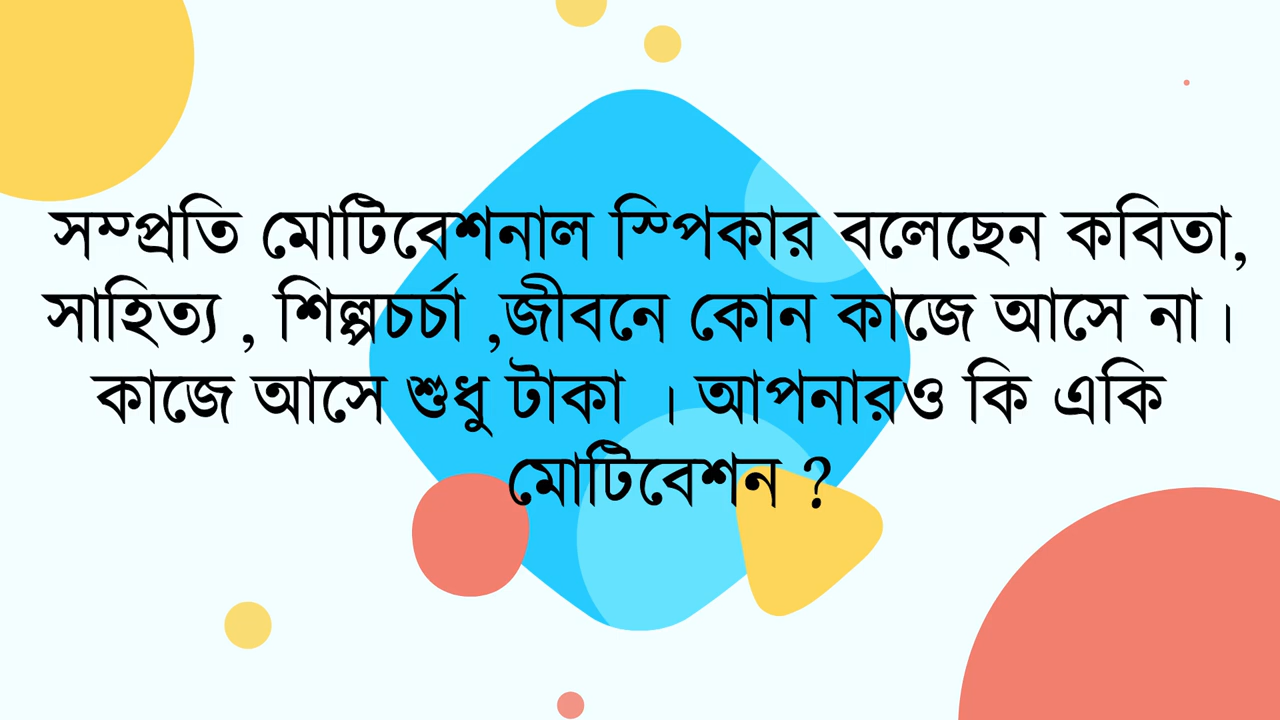 সম্প্রতি মোটিবেশনাল স্পিকার বলেছেন কবিতা,
সাহিত্য , শিল্পচর্চা ,জীবনে কোন কাজে আসে না।
কাজে আসে শুধু টাকা । আপনারও কি একি
মোটিবেশন ?